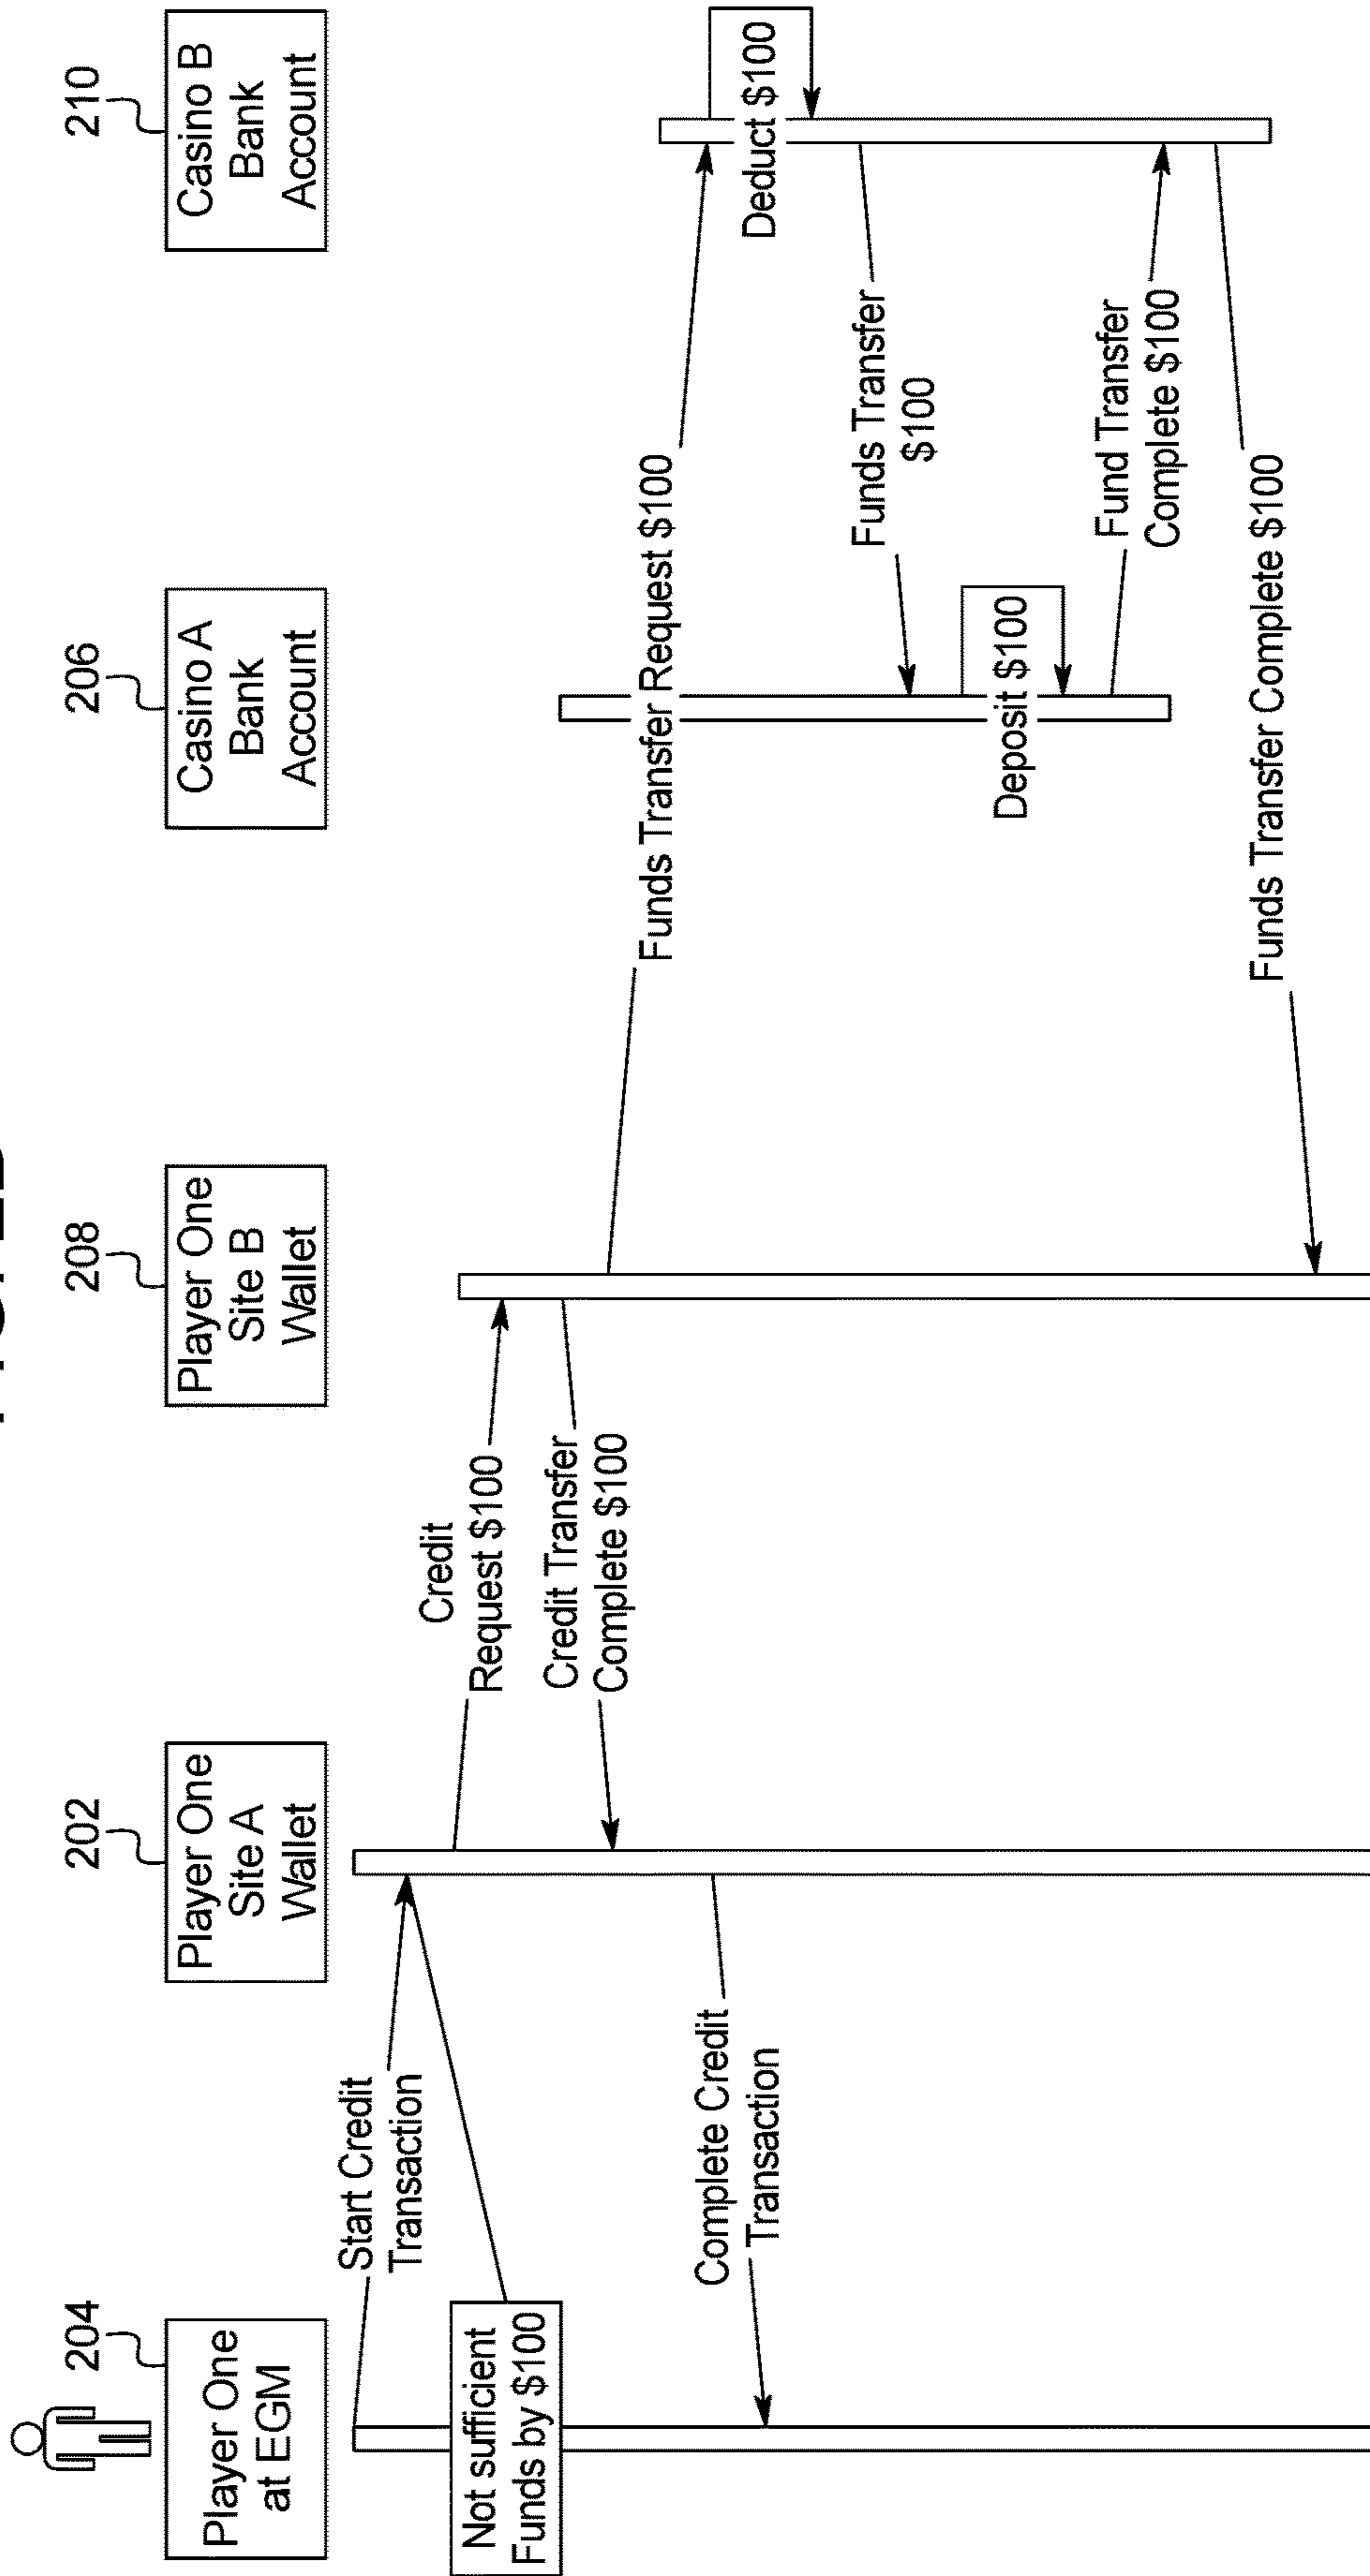 204
Player One
at EGM
202
Player One
Site A
Wallet
208
Player One
Site B
Wallet
206
Casino A
Bank
Account
210
Casino B
Bank
Account
Start Credit
Transaction
Not sufficient
Funds by $100
Credit
Request $100
Credit Transfer
Complete $100
Complete Credit
Transaction
Funds Transfer Request $100
Deduct $100
Funds Transfer
$100
Deposit $100
Fund Transfer
Complete $100
Funds Transfer Complete $100